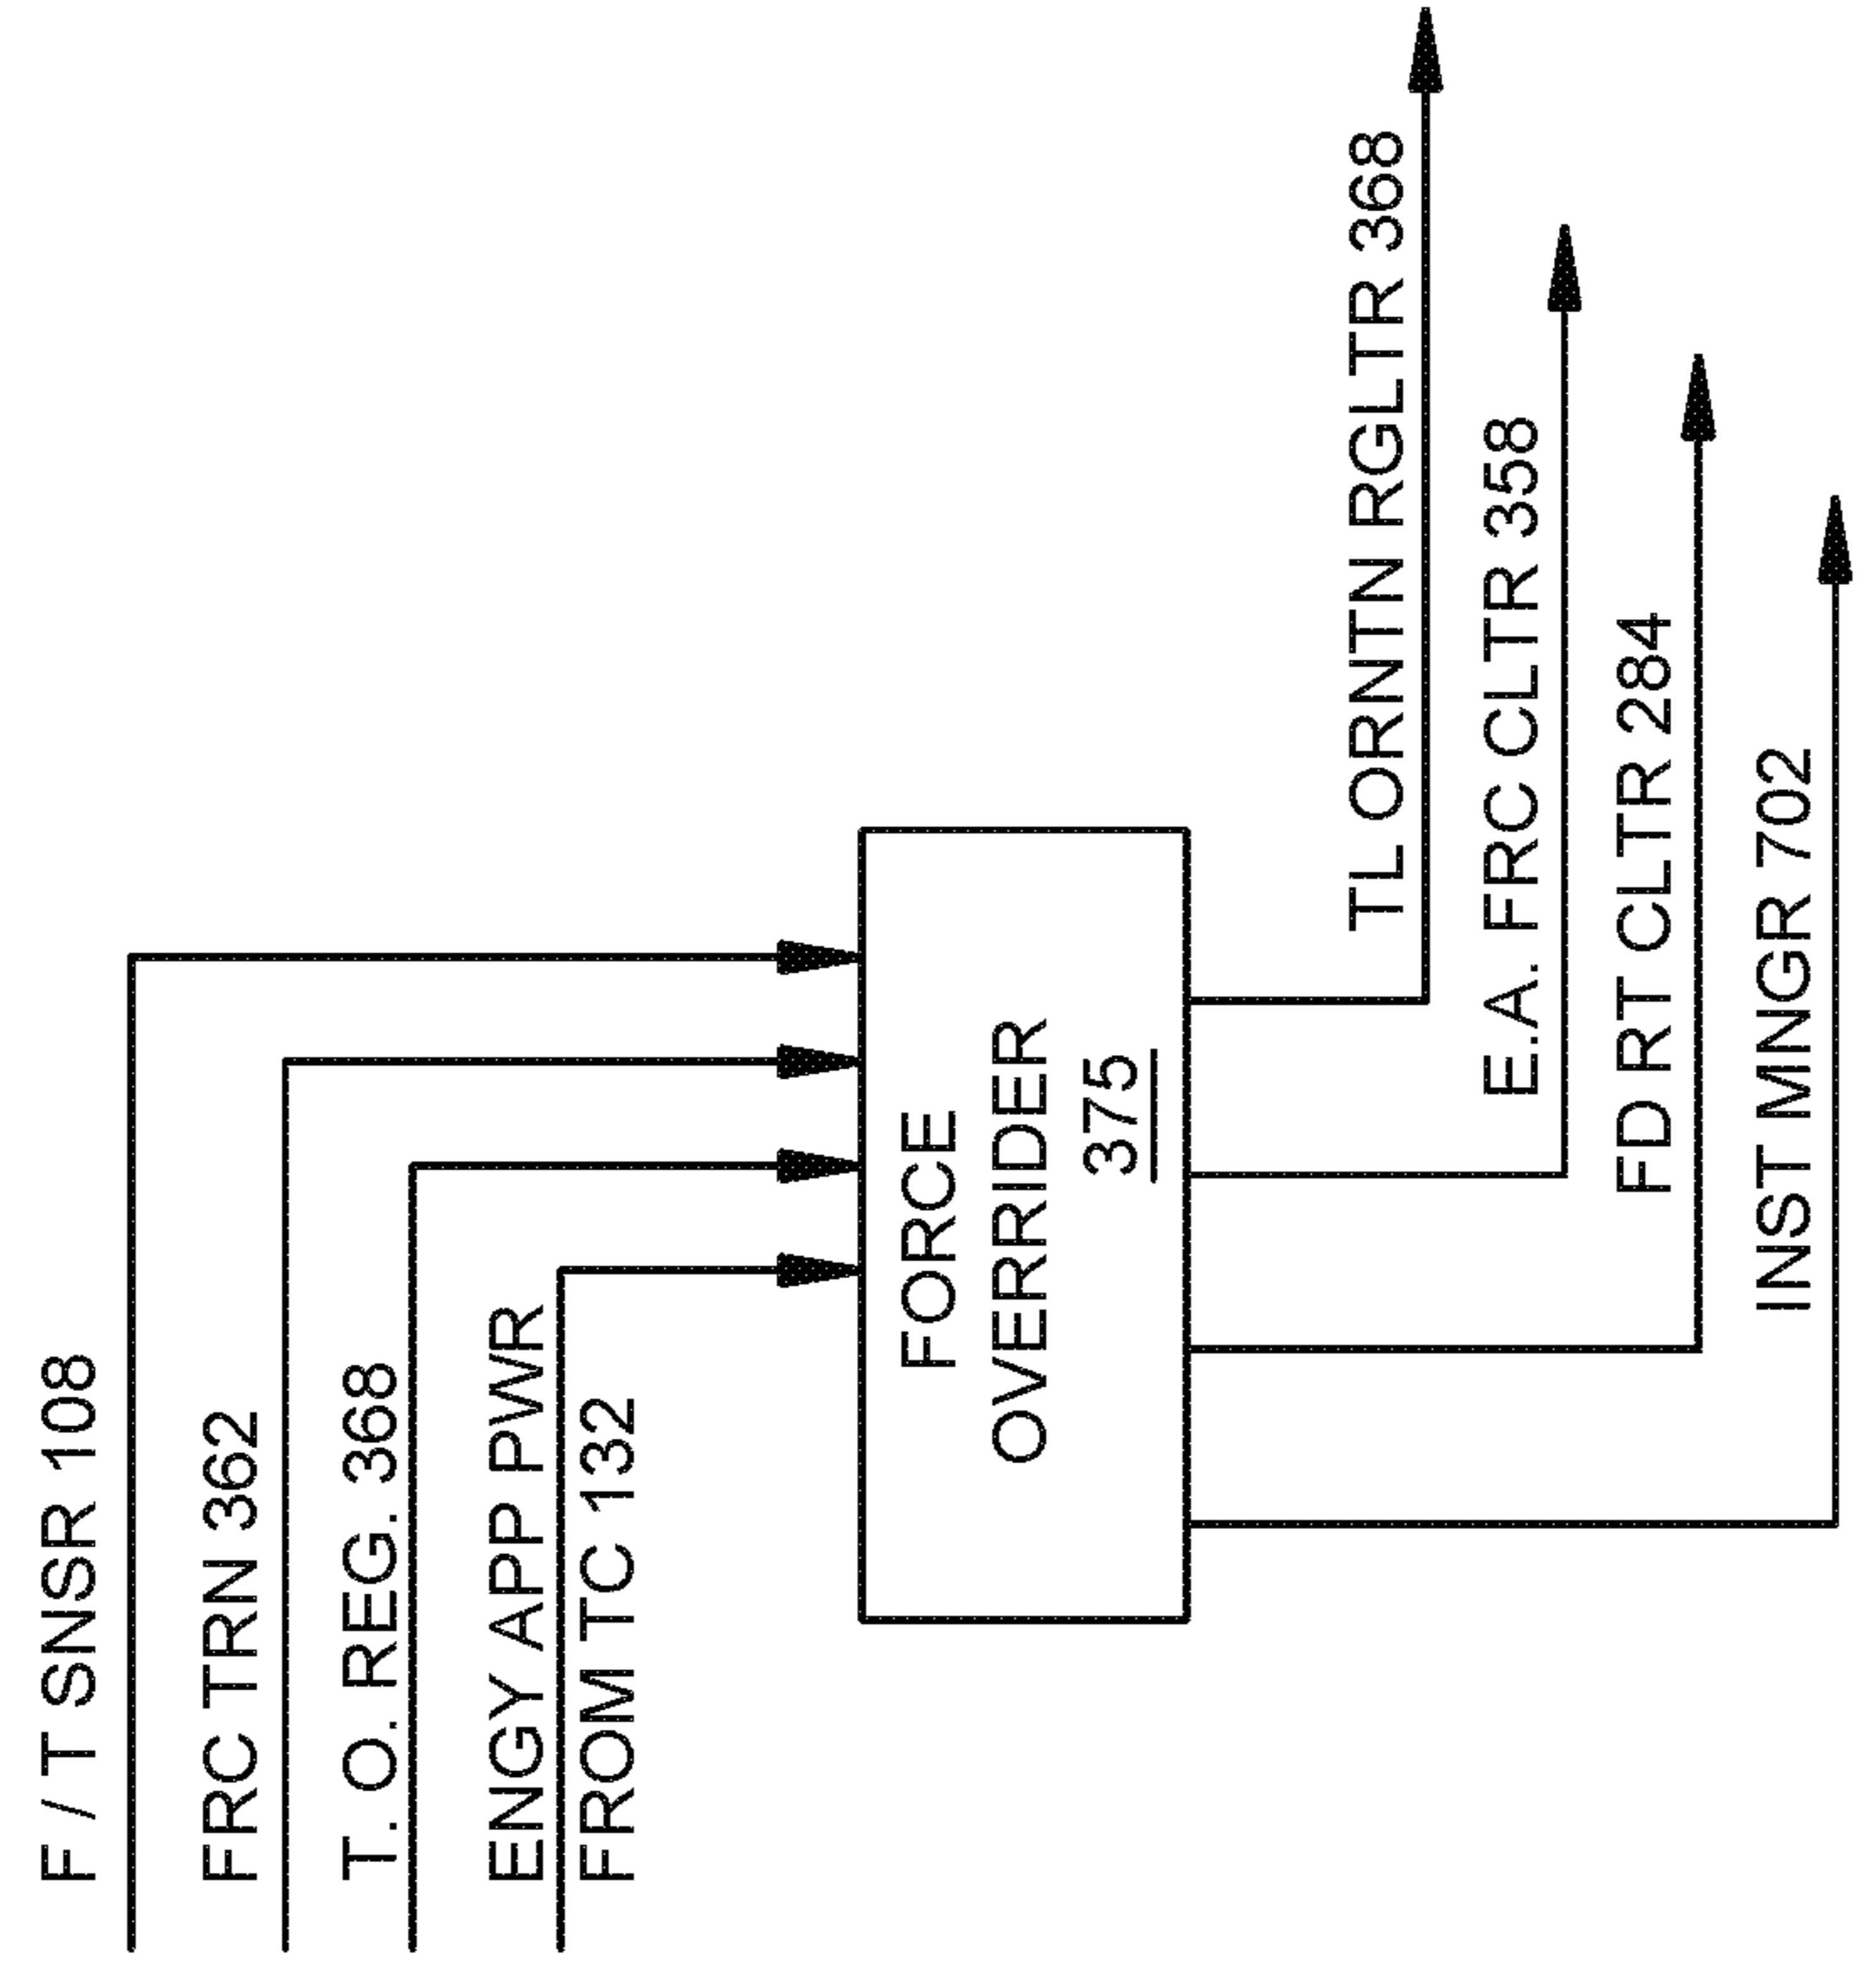 F / T SNSR 108
FRC TRN 362
T. O. REG. 368
ENGY APP PWR
FROM TC 132
FORCE
OVERRIDER
375
TL ORNTN RGLTR 368
E.A. FRC CLTR 358
FD RT CLTR 284
INST MNGR 702